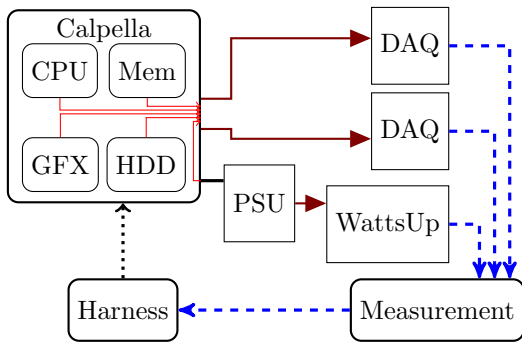 Calpella
CPU
Mem
DAQ
DAQ
GFX
HDD
PSU
WattsUp
Harness
Measurement